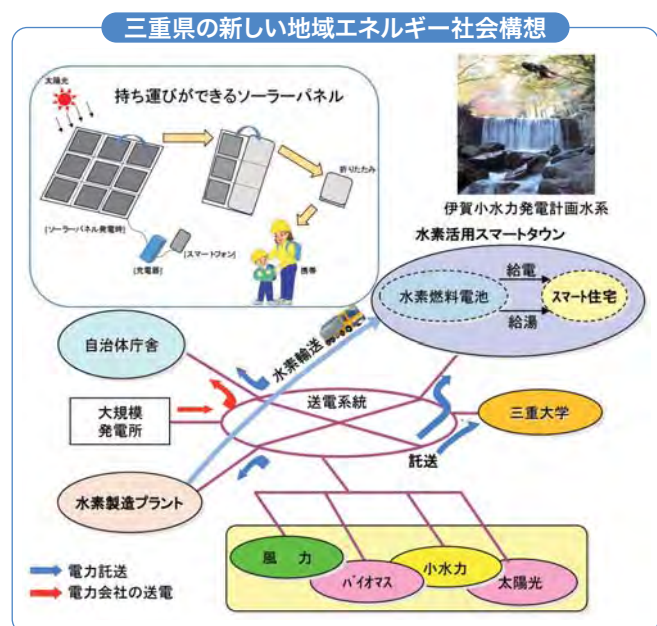 三重県の新しい地域エネルギー社会構想
太陽光
持ち運びができるソーラーパネル
折りたたみ
[ソーラーパネル発電時]
[スマートフォン]
[充電器]
携帯
伊賀小水力発電計画水系
水素活用スマートタウン
水素燃料電池
給電
給湯
スマート住宅
自治体庁舎
水素輸送
大規模
発電所
送電系統
三重大学
託送
水素製造プラント
風 力
バイオマス
小水力
太陽光
電力託送
電力会社の送電